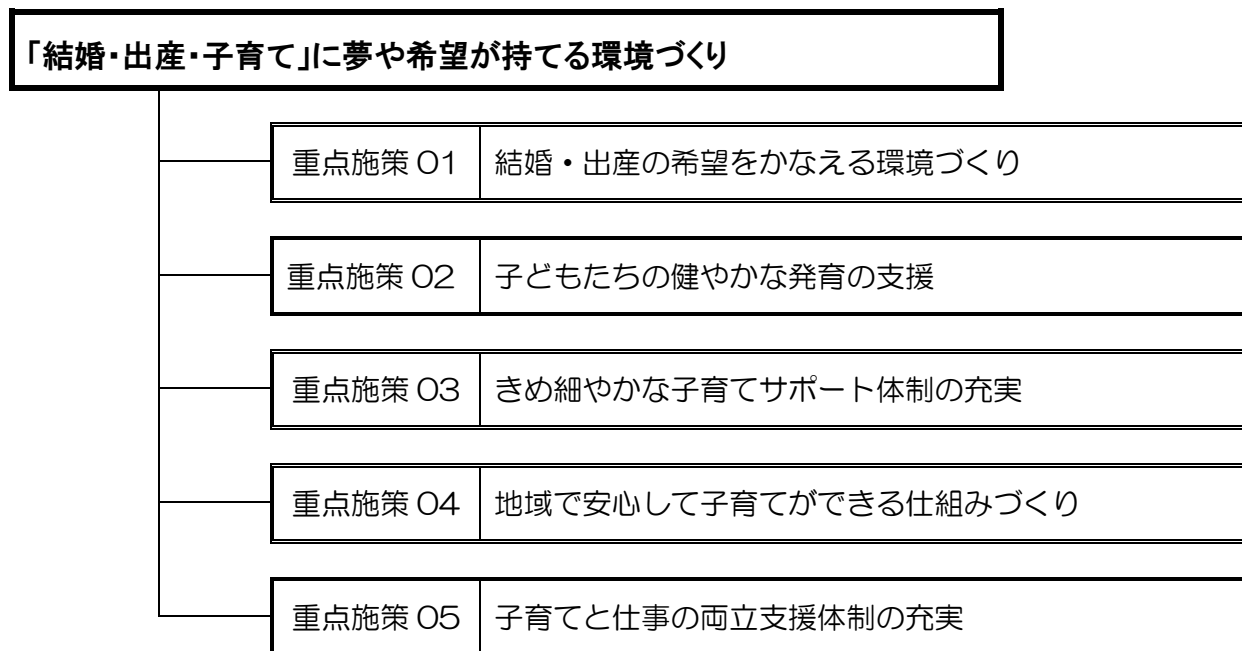 「結婚・出産・子育て」に夢や希望が持てる環境づくり
重点施策 01 結婚・出産の希望をかなえる環境づくり
重点施策 02 子どもたちの健やかな発育の支援
重点施策 03 きめ細やかな子育てサポート体制の充実
重点施策 04 地域で安心して子育てができる仕組みづくり
重点施策 05 子育てと仕事の両立支援体制の充実